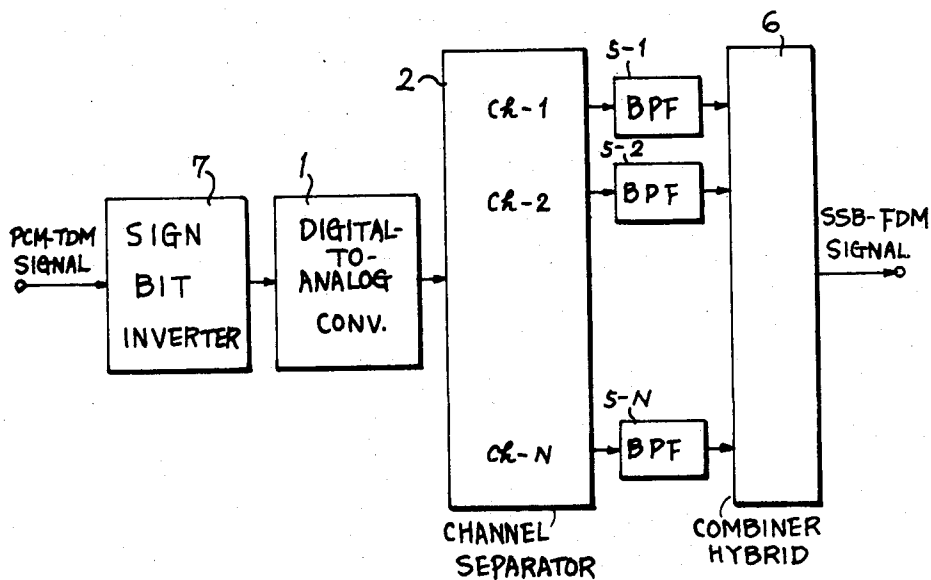 PCM-TDM
SIGNAL
7
SIGN
BIT
INVERTER
1
DIGITAL-
TO-
ANALOG
CONV.
2
Ch-1
Ch-2
Ch-N
CHANNEL
SEPARATOR
5-1
BPF
5-2
BPF
5-N
BPF
6
COMBINER
HYBRID
SSB-FDM
SIGNAL